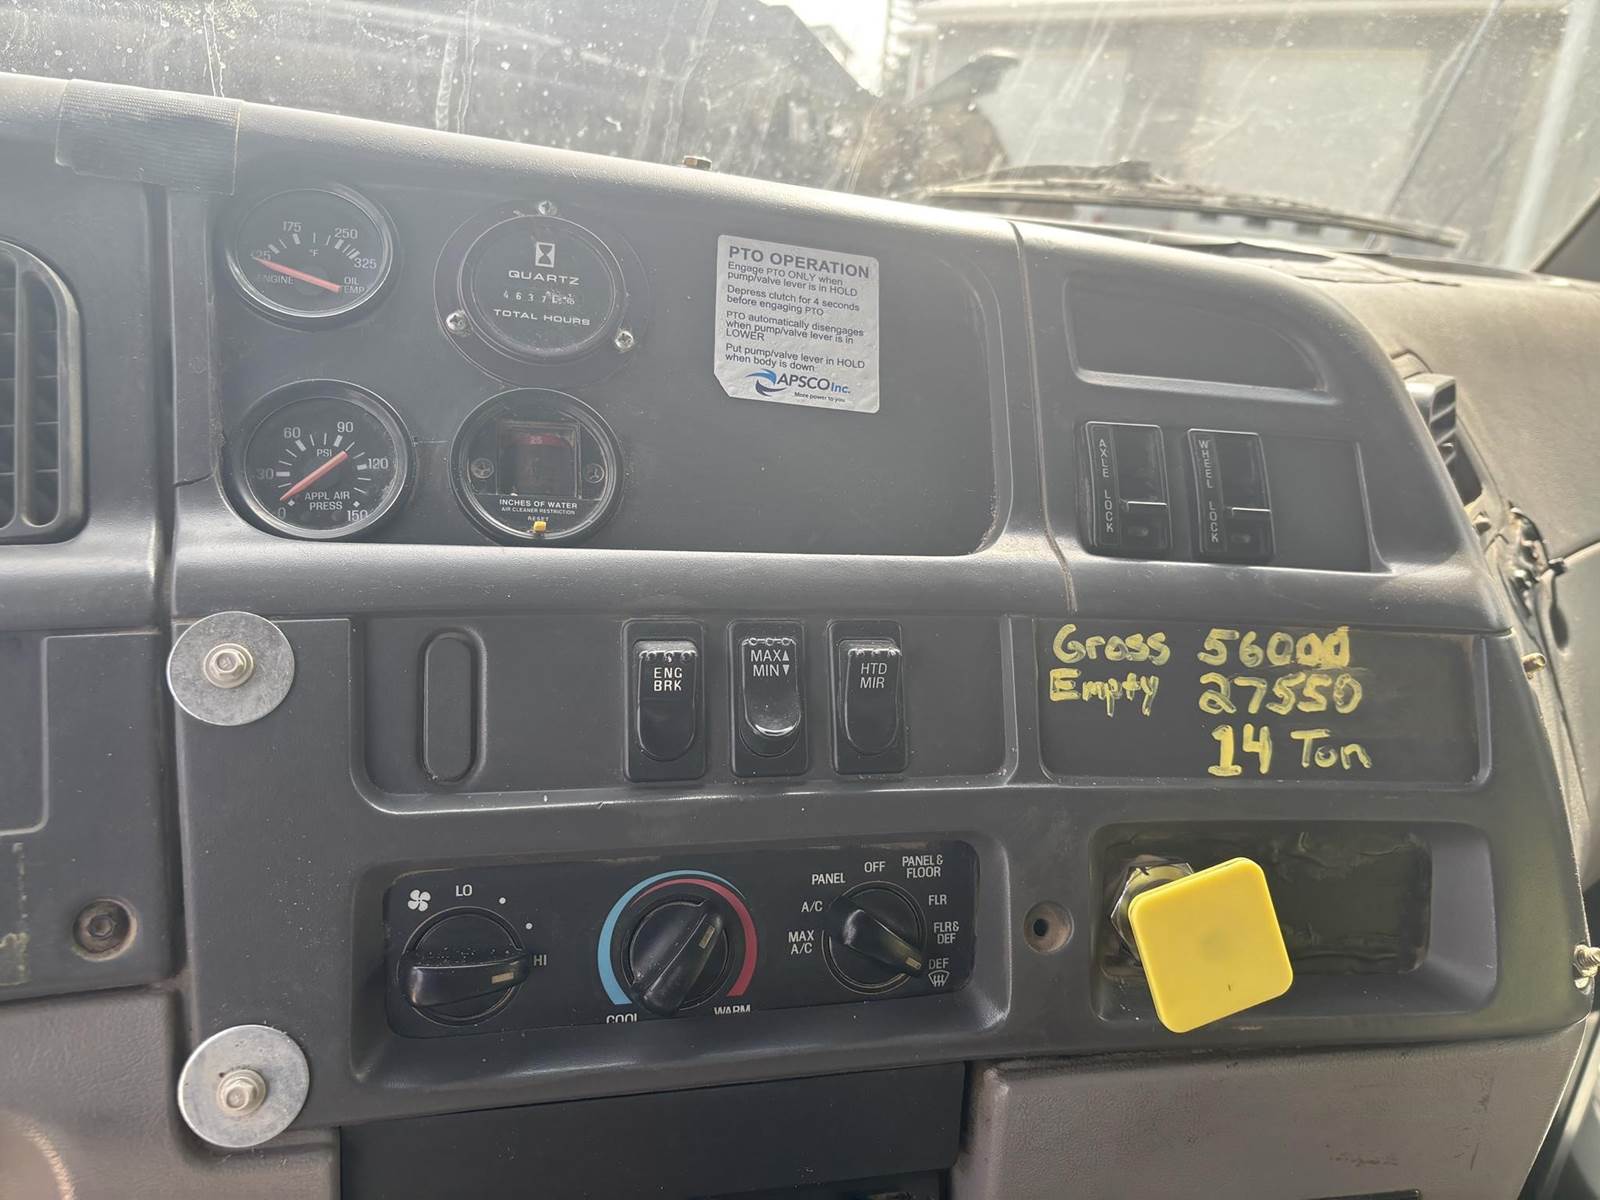 175
250
325
°F
ENGINE
OIL
TEMP
QUARTZ
TOTAL HOURS
PTO OPERATION
Engage PTO ONLY when
pump/valve lever is in HOLD
Depress clutch for 4 seconds
before engaging PTO
PTO automatically disengages
when pump/valve lever is in
LOWER
Put pump/valve lever in HOLD
when body is down
APSCO Inc.
More power to you
60
90
30
PSI
120
APPL AIR
PRESS
0
150
25
INCHES OF WATER
AIR CLEANER RESTRICTION
RESET
AXLE LOCK
WHEEL LOCK
ENG
BRK
MAX▲
MIN▼
HTD
MIR
Gross 56000
Empty 27550
14 Ton
LO
HI
COOL
WARM
MAX
A/C
A/C
PANEL
OFF
PANEL &
FLOOR
FLR
FLR&
DEF
DEF